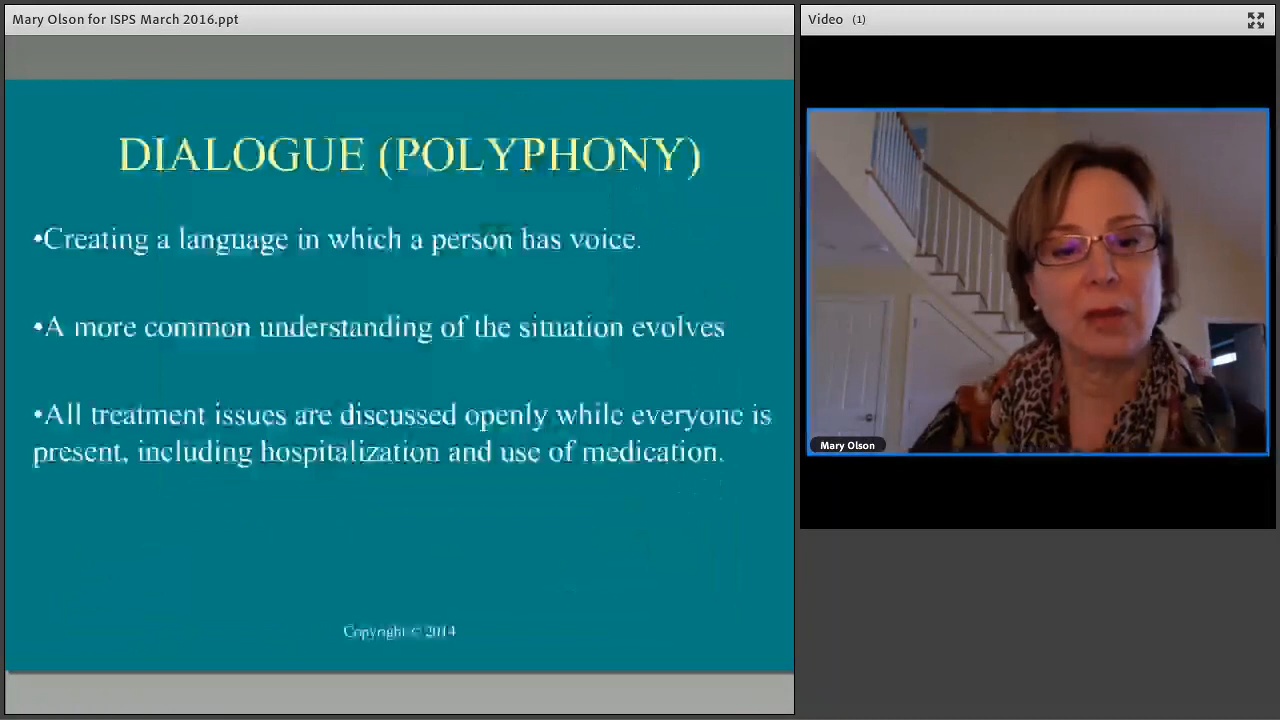 Mary Olson for ISPS March 2016.ppt
Video (1)
DIALOGUE (POLYPHONY)
•Creating a language in which a person has voice.
•A more common understanding of the situation evolves
•All treatment issues are discussed openly while everyone is
present, including hospitalization and use of medication.
Copyright © 2014
Mary Olson